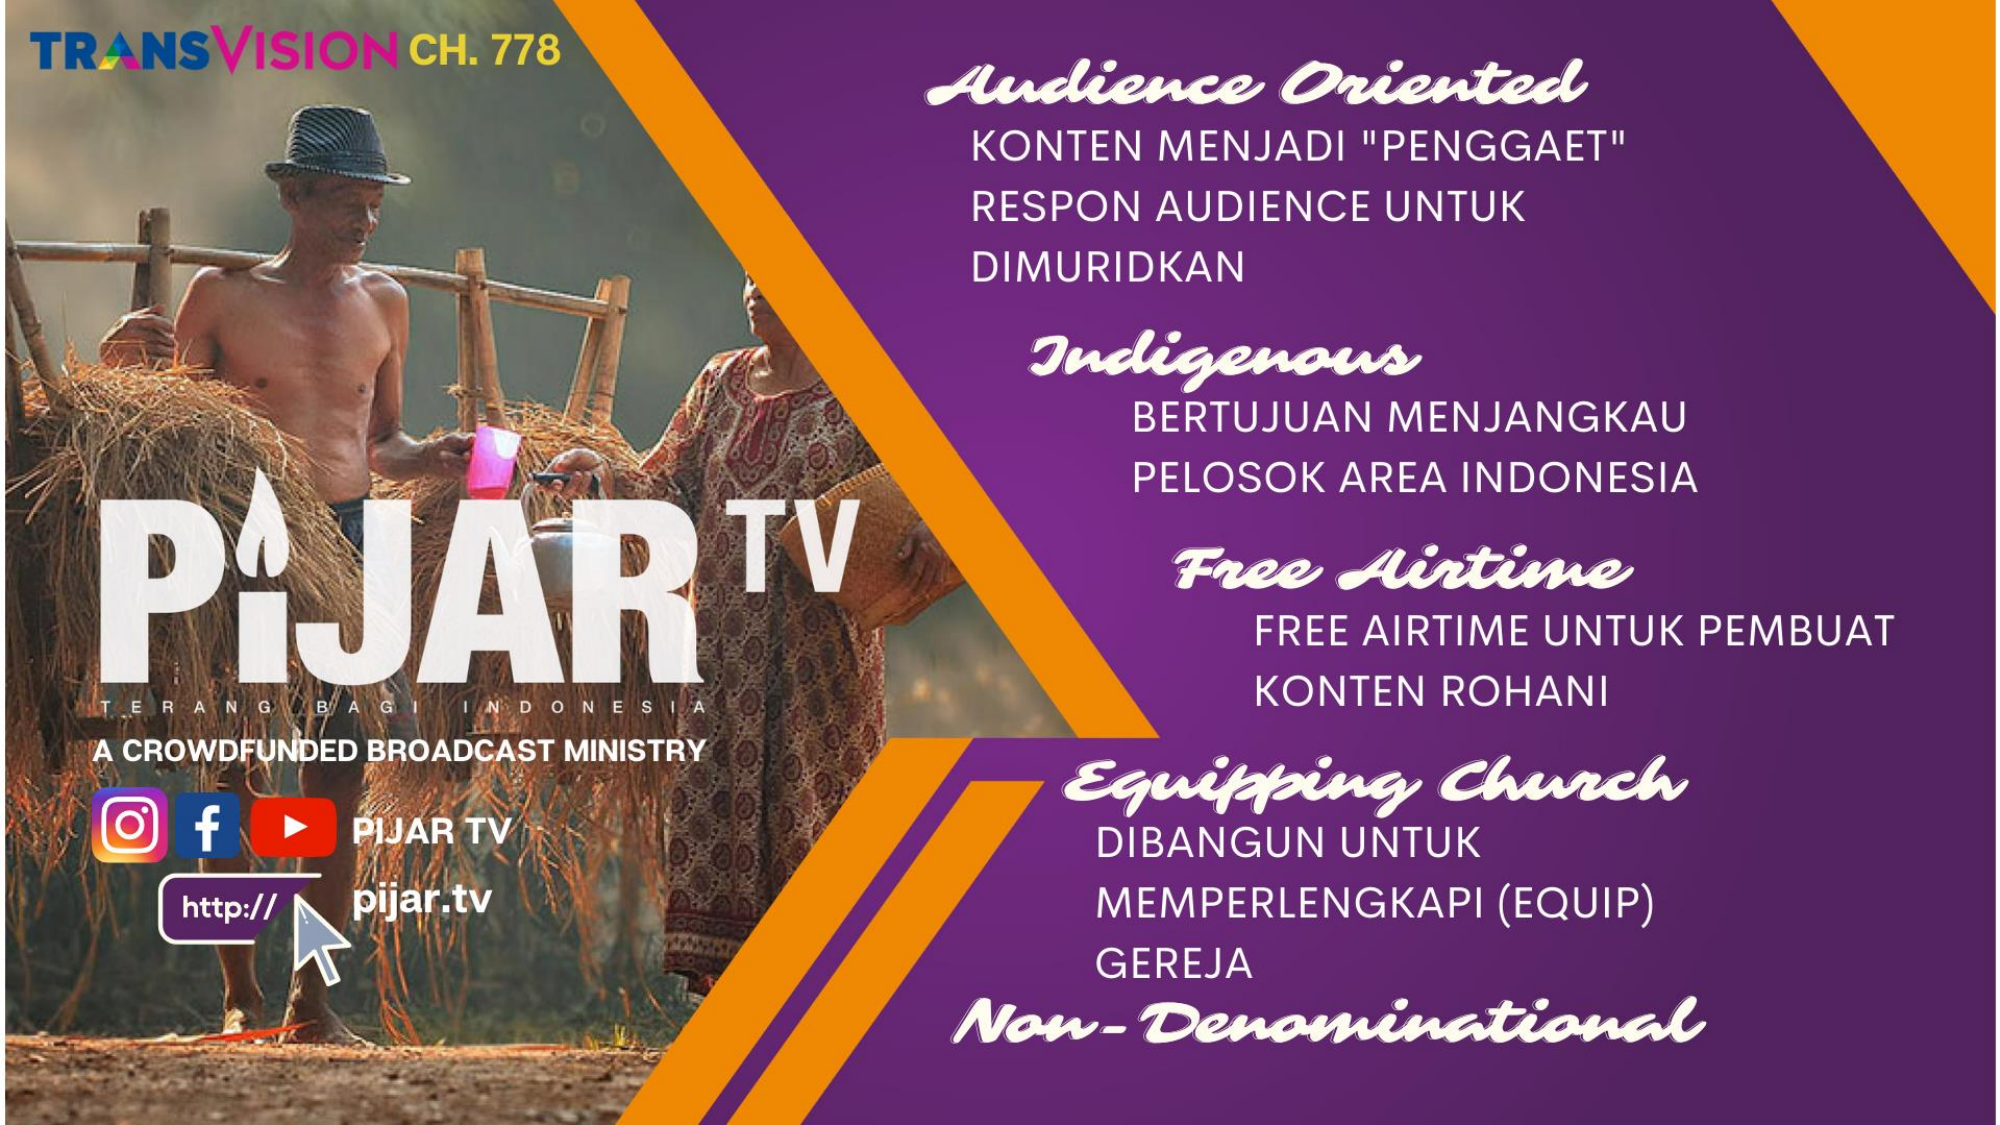 TRANSVISION CH. 778
PIJAR TV
TERANG BAGI INDONESIA
A CROWDFUNDED BROADCAST MINISTRY
PIJAR TV
http://
pijar.tv
Audience Oriented
KONTEN MENJADI "PENGGAET"
RESPON AUDIENCE UNTUK
DIMURIDKAN
Indigenous
BERTUJUAN MENJANGKAU
PELOSOK AREA INDONESIA
Free Airtime
FREE AIRTIME UNTUK PEMBUAT
KONTEN ROHANI
Equipping Church
DIBANGUN UNTUK
MEMPERLENGKAPI (EQUIP)
GEREJA
Non-Denominational